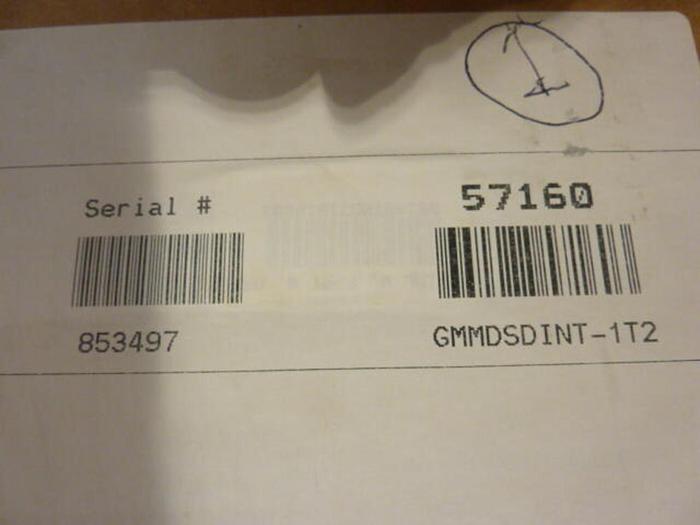 Serial #
853497
57160
GMMDSDINT-1T2